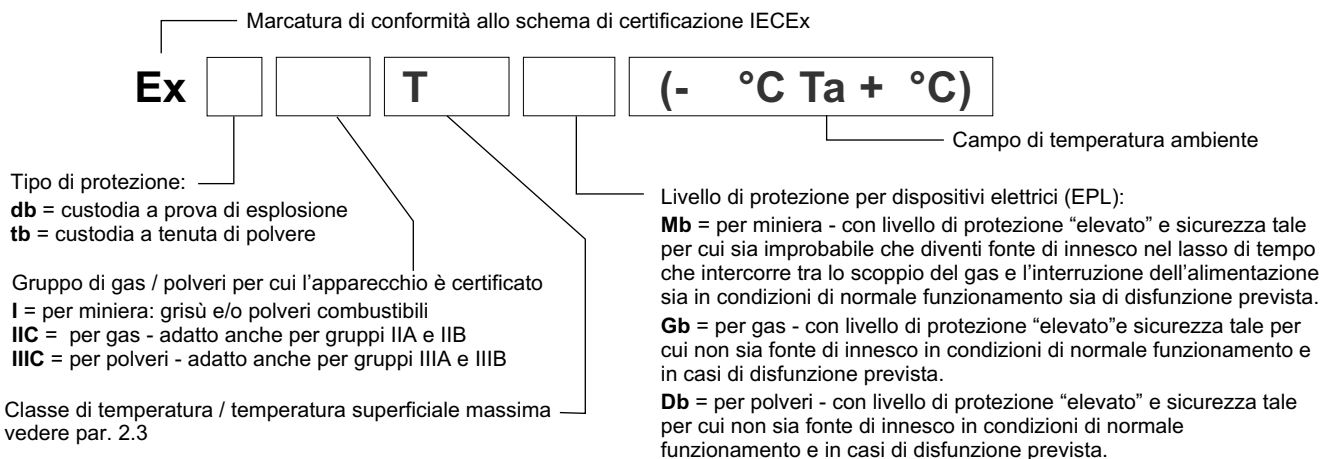 Marcatura di conformità allo schema di certificazione IECEx
Ex T (- °C Ta + °C)
Campo di temperatura ambiente
Tipo di protezione:
db = custodia a prova di esplosione
tb = custodia a tenuta di polvere
Gruppo di gas / polveri per cui l'apparecchio è certificato
I = per miniera: grisù e/o polveri combustibili
IIC = per gas - adatto anche per gruppi IIA e IIB
IIIC = per polveri - adatto anche per gruppi IIIA e IIIB
Classe di temperatura / temperatura superficiale massima
vedere par. 2.3
Livello di protezione per dispositivi elettrici (EPL):
Mb = per miniera - con livello di protezione “elevato” e sicurezza tale
per cui sia improbabile che diventi fonte di innesco nel lasso di tempo
che intercorre tra lo scoppio del gas e l'interruzione dell'alimentazione
sia in condizioni di normale funzionamento sia di disfunzione prevista.
Gb = per gas - con livello di protezione “elevato”e sicurezza tale per
cui non sia fonte di innesco in condizioni di normale funzionamento e
in casi di disfunzione prevista.
Db = per polveri - con livello di protezione “elevato” e sicurezza tale
per cui non sia fonte di innesco in condizioni di normale
funzionamento e in casi di disfunzione prevista.